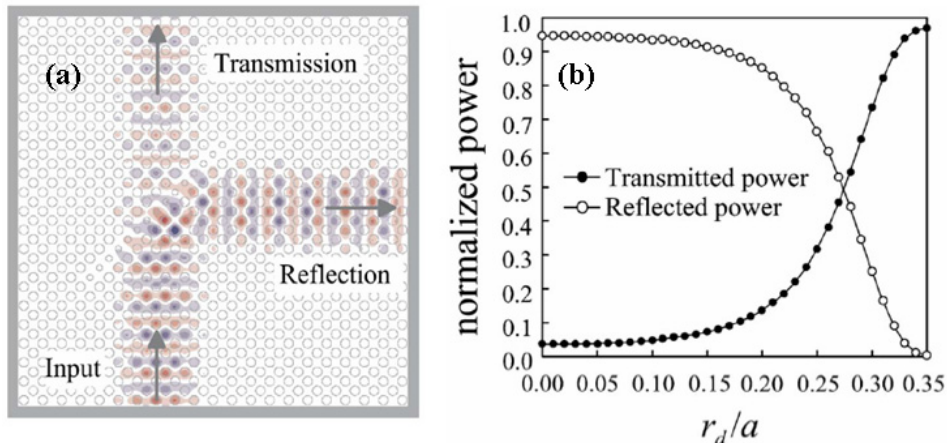 (a)
Transmission
Reflection
Input
(b)
normalized power
1.0
0.9
0.8
0.7
0.6
0.5
0.4
0.3
0.2
0.1
0.0
Transmitted power
Reflected power
0.00 0.05 0.10 0.15 0.20 0.25 0.30 0.35
r_d/a